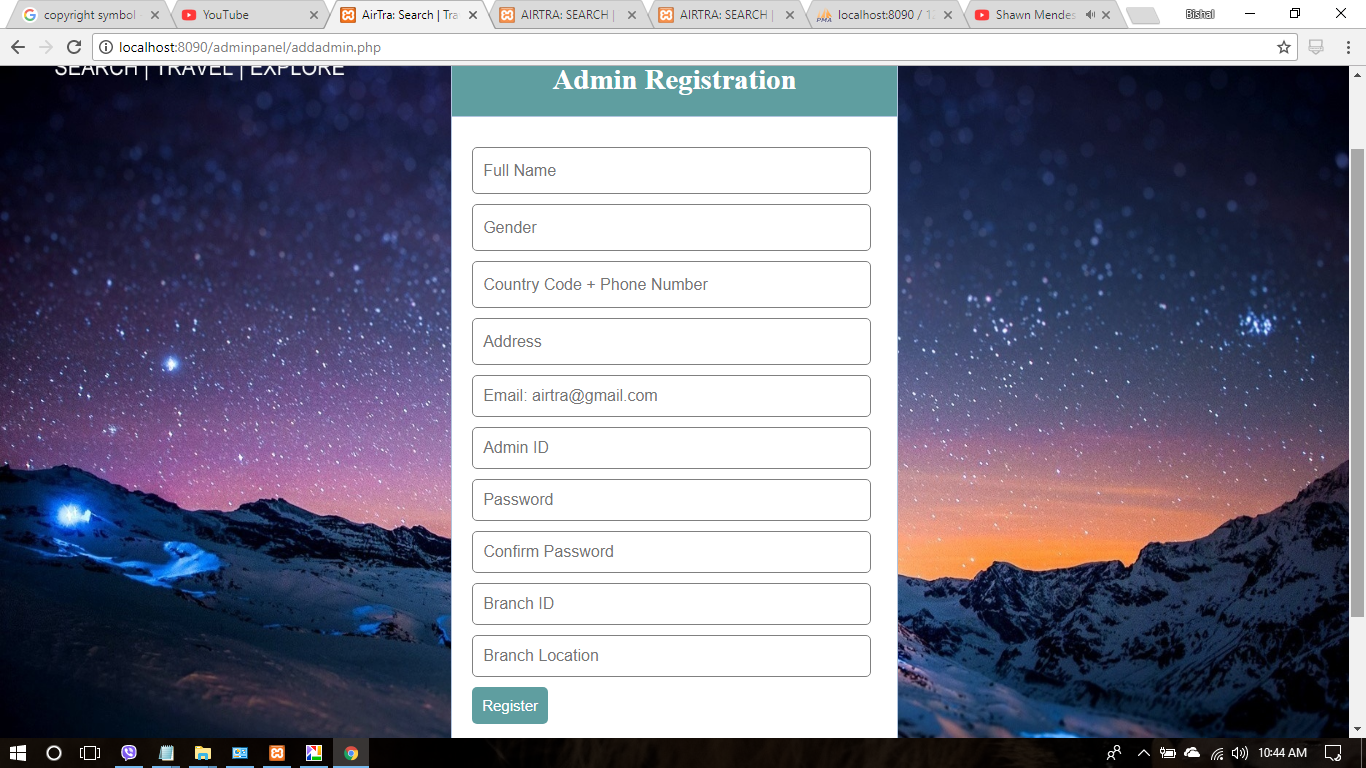 copyright symbol
YouTube
AirTra: Search | Tra
AIRTRA: SEARCH |
AIRTRA: SEARCH |
localhost:8090 / 12
Shawn Mendes
Bishal
localhost:8090/adminpanel/addadmin.php
SEARCH | TRAVEL | EXPLORE
Admin Registration
Full Name
Gender
Country Code + Phone Number
Address
Email: airtra@gmail.com
Admin ID
Password
Confirm Password
Branch ID
Branch Location
Register
10:44 AM